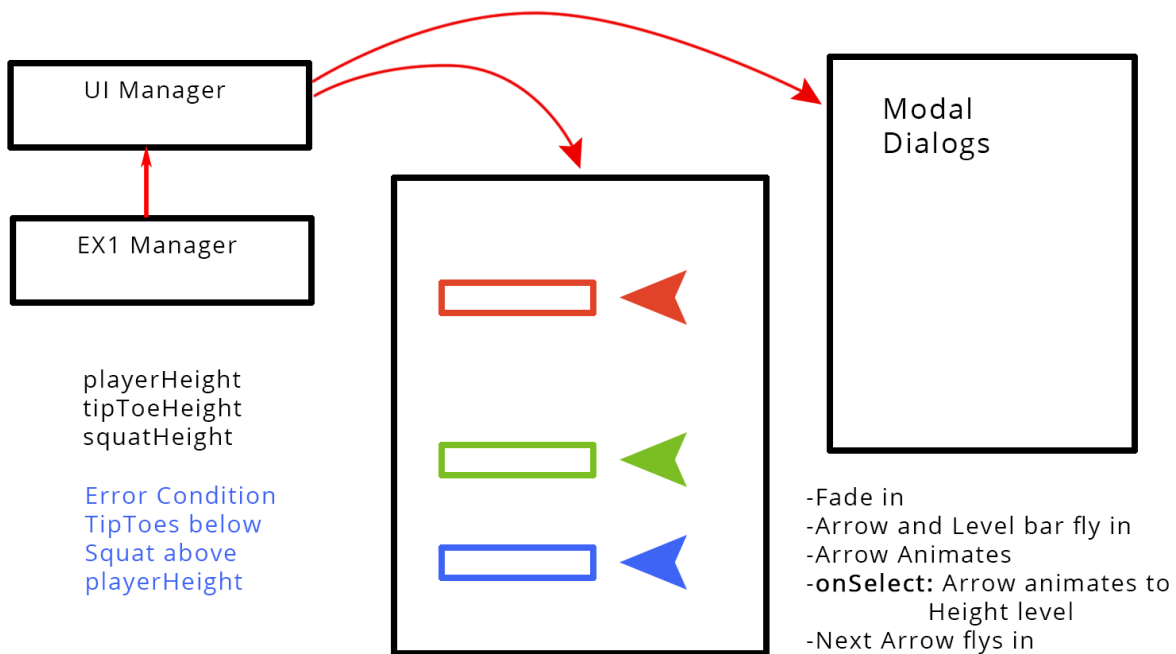 UI Manager
EX1 Manager
playerHeight
tipToeHeight
squatHeight
Error Condition
TipToes below
Squat above
playerHeight
Modal
Dialogs
-Fade in
-Arrow and Level bar fly in
-Arrow Animates
-onSelect: Arrow animates to
Height level
-Next Arrow flys in